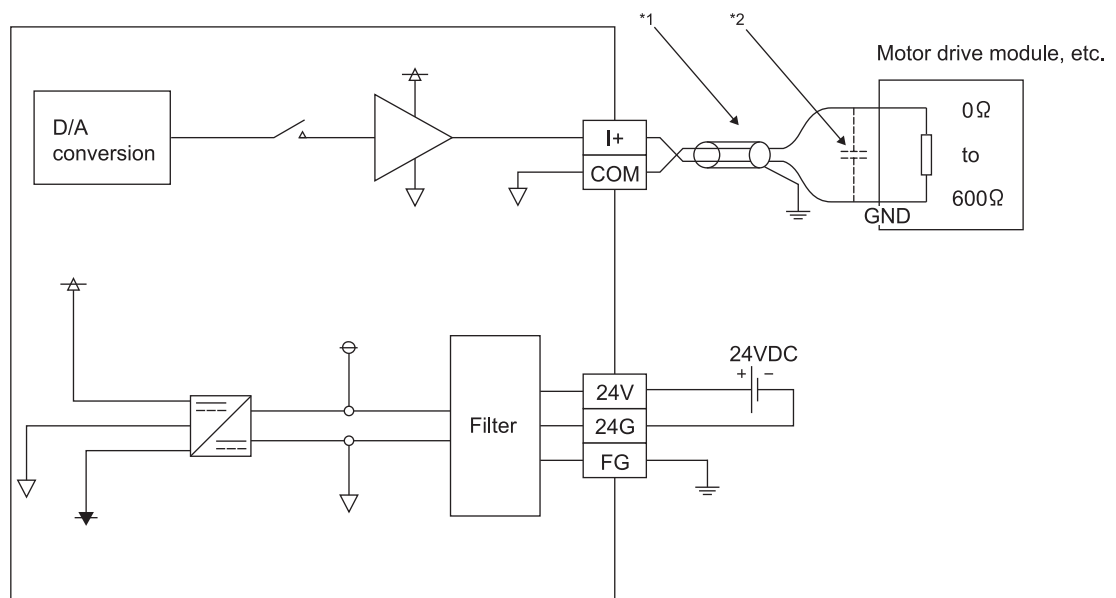 *1
*2
Motor drive module, etc.
D/A
conversion
I+
COM
0Ω
to
600Ω
GND
24VDC
+ −
Filter
24V
24G
FG